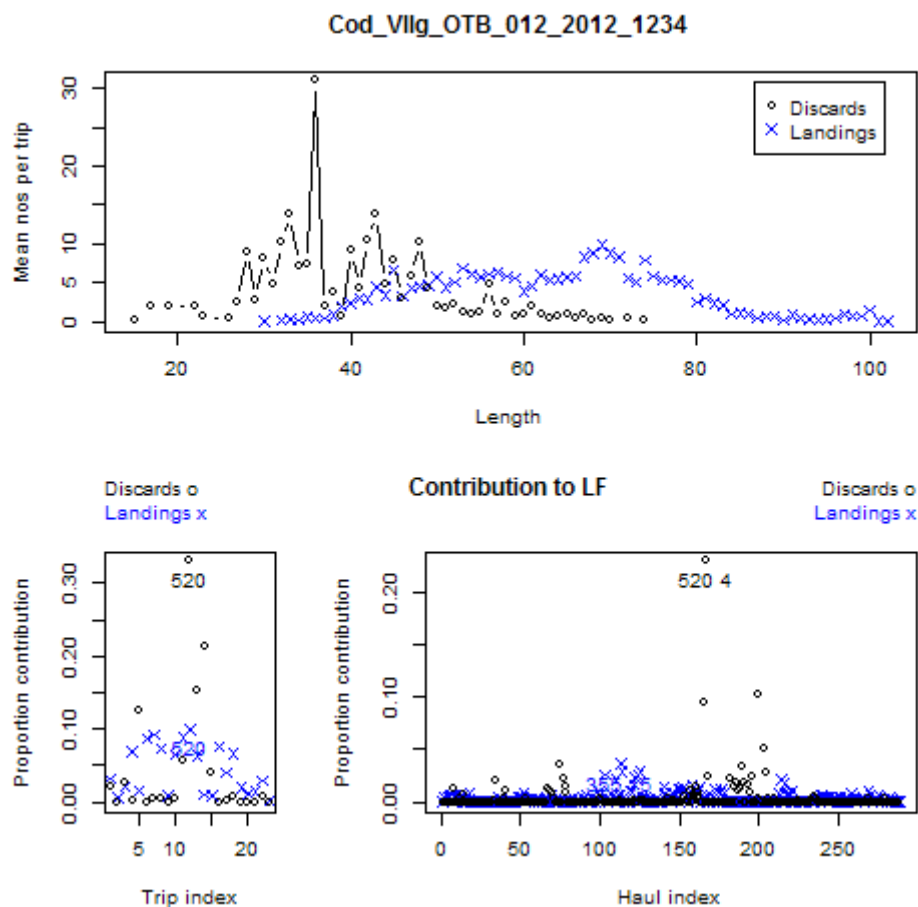 Cod_VIIg_OTB_012_2012_1234
Mean nos per trip
30
20
10
5
0
Discards
Landings
20 40 60 80 100
Length
Contribution to LF
Discards o
Landings x
Discards o
Landings x
Proportion contribution
0.30
0.20
0.10
0.00
520
520
5 10 20
Trip index
Proportion contribution
0.20
0.10
0.00
520 4
0 50 100 150 200 250
Haul index